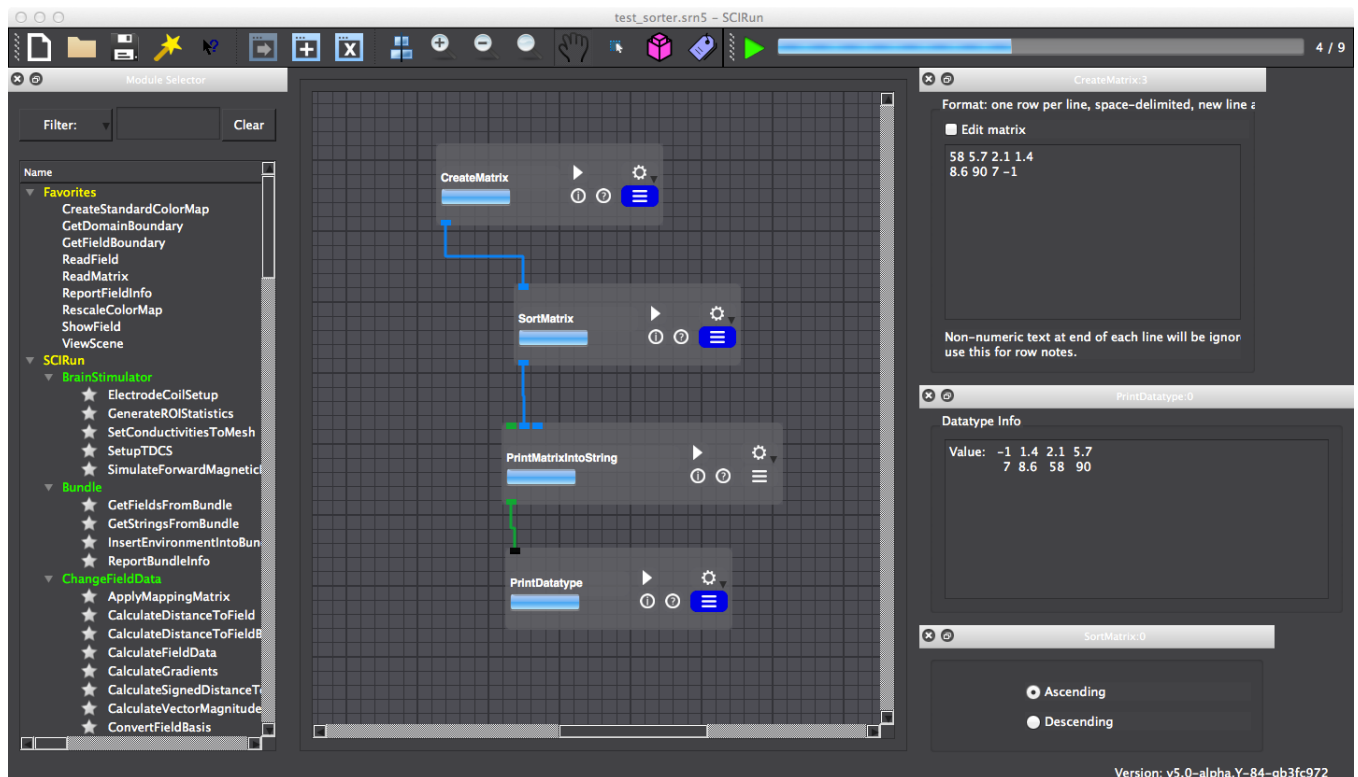 test_sorter.srn5 - SCIRun
4 / 9
Module Selector
Filter:
Clear
Name
Favorites
CreateStandardColorMap
GetDomainBoundary
GetFieldBoundary
ReadField
ReadMatrix
ReportFieldInfo
RescaleColorMap
ShowField
ViewScene
SCIRun
BrainStimulator
ElectrodeCoilSetup
GenerateROIStatistics
SetConductivitiesToMesh
SetupTDCS
SimulateForwardMagnetic
Bundle
GetFieldsFromBundle
GetStringsFromBundle
InsertEnvironmentIntoBun
ReportBundleInfo
ChangeFieldData
ApplyMappingMatrix
CalculateDistanceToField
CalculateDistanceToFieldB
CalculateFieldData
CalculateGradients
CalculateSignedDistanceTo
CalculateVectorMagnitude
ConvertFieldBasis
CreateMatrix
SortMatrix
PrintMatrixIntoString
PrintDatatype
CreateMatrix:3
Format: one row per line, space-delimited, new line a
Edit matrix
58 5.7 2.1 1.4
8.6 90 7 -1
Non-numeric text at end of each line will be ignor
use this for row notes.
PrintDatatype:0
Datatype Info
Value: -1 1.4 2.1 5.7
7 8.6 58 90
SortMatrix:0
Ascending
Descending
Version: v5.0-alpha.Y-84-gb3fc972